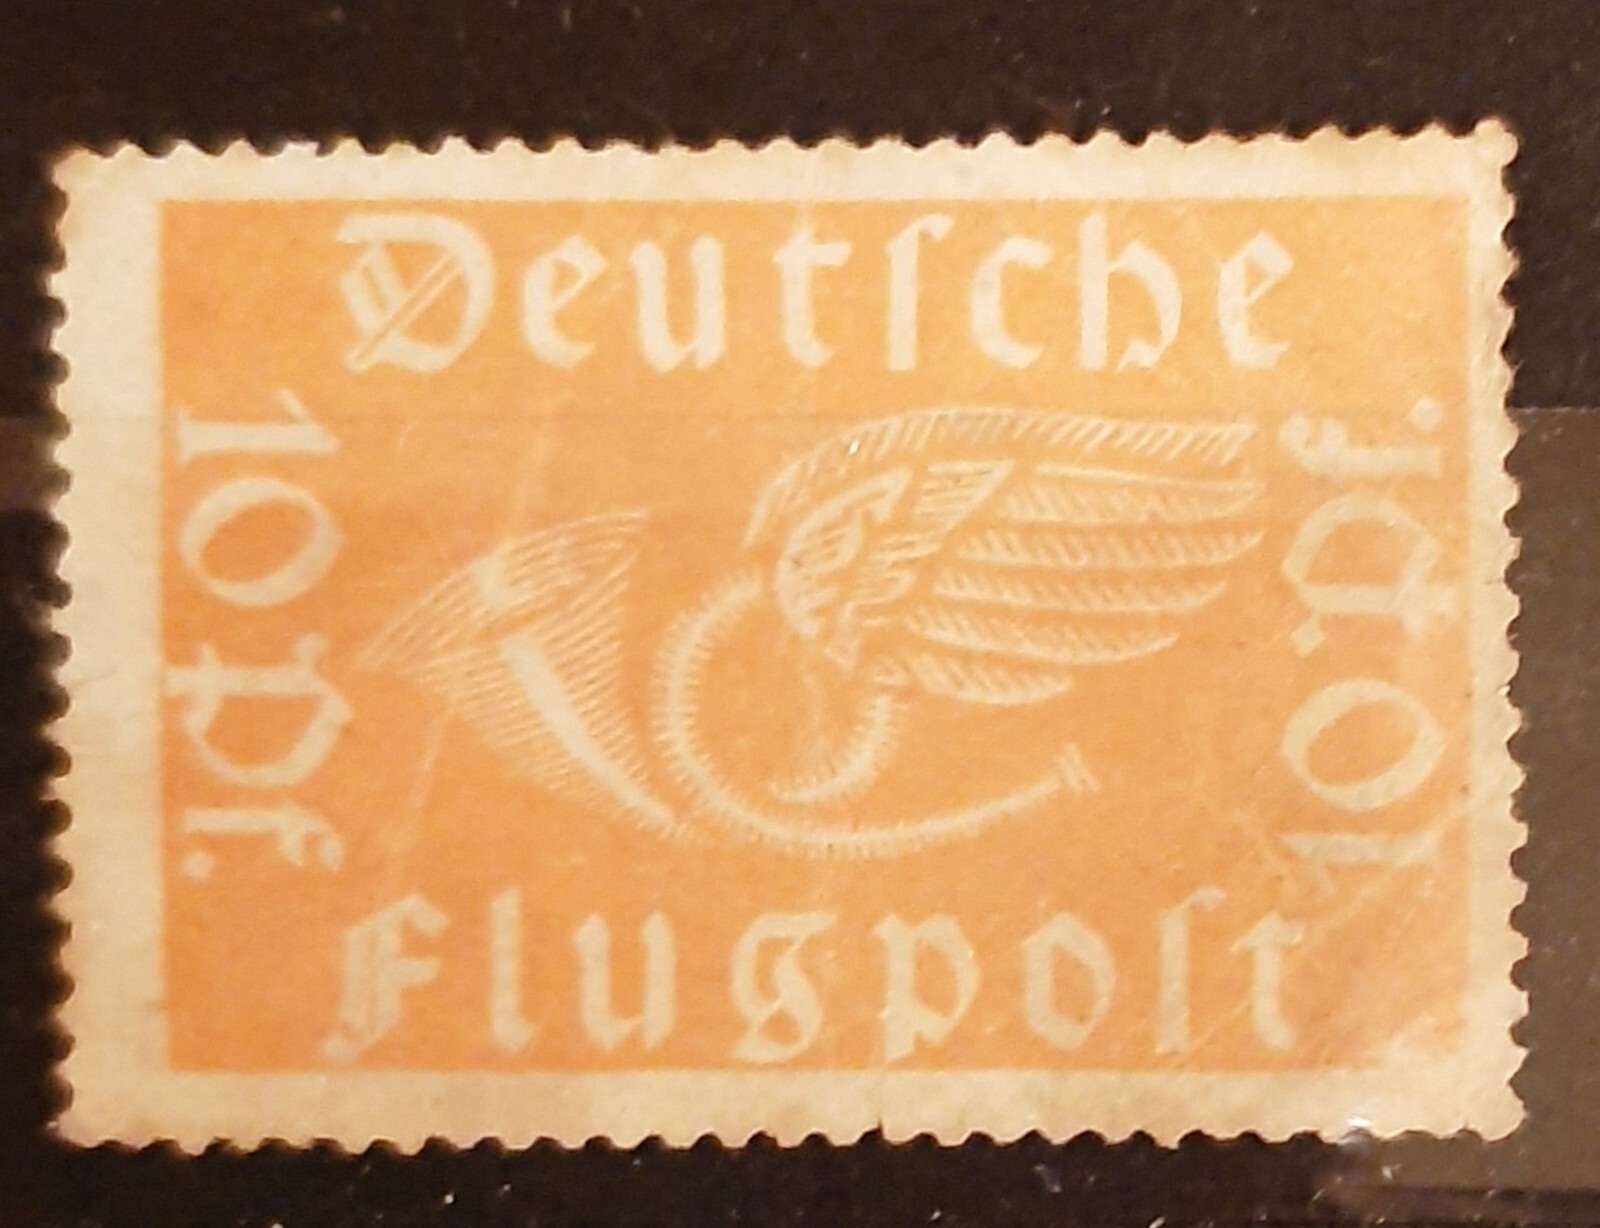 Deutſche
10 Pf.
10 Pf.
Flugpoſt